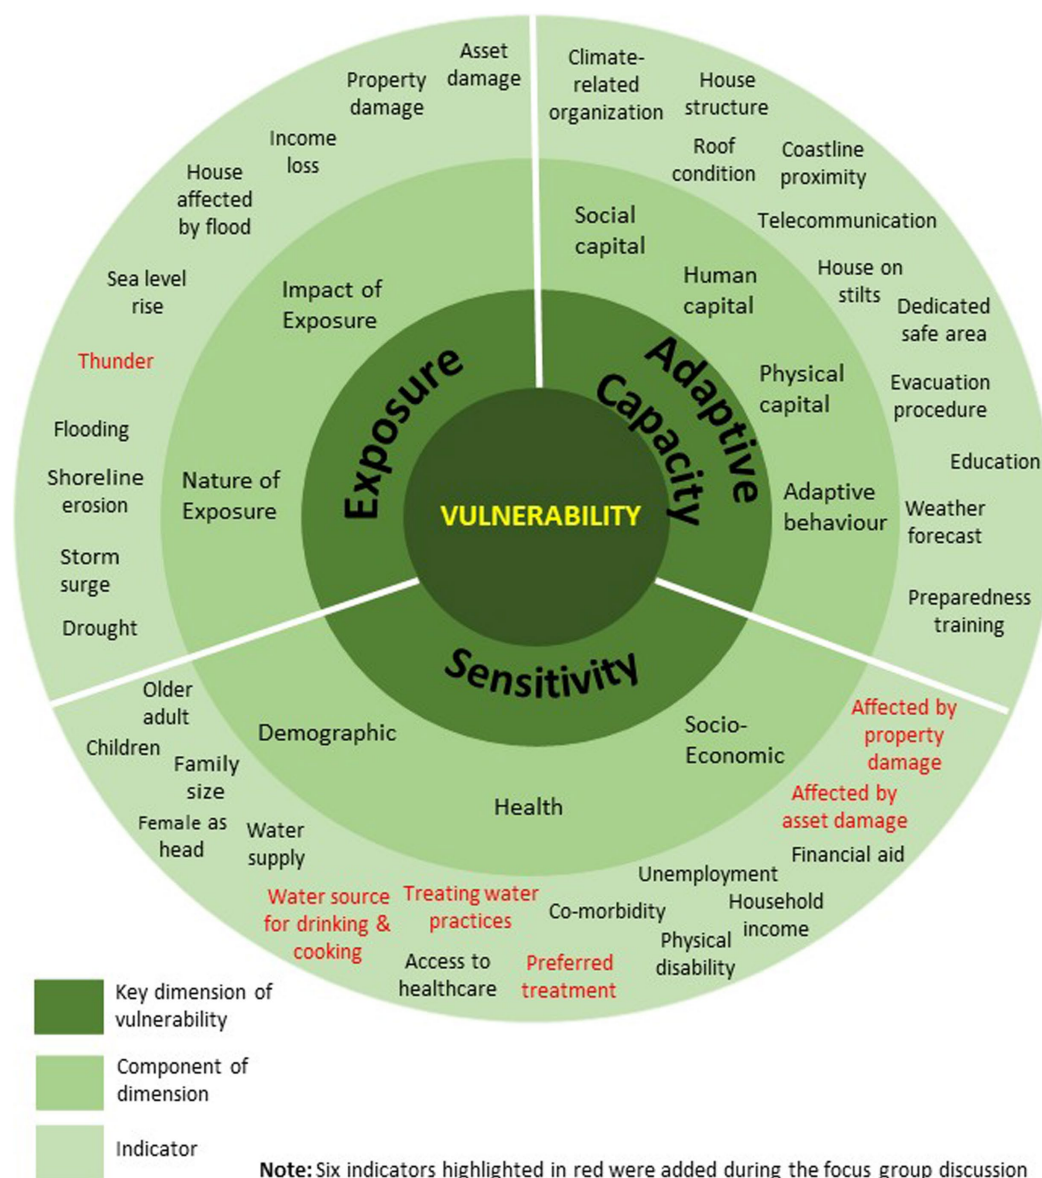 Asset
damage
Property
damage
Income
loss
House
affected
by flood
Sea level
rise
Thunder
Flooding
Shoreline
erosion
Storm
surge
Drought
Climate-
related
organization
House
structure
Roof
condition
Coastline
proximity
Telecommunication
House on
stilts
Dedicated
safe area
Evacuation
procedure
Education
Weather
forecast
Preparedness
training
Impact of
Exposure
Nature of
Exposure
Social
capital
Human
capital
Physical
capital
Adaptive
behaviour
Exposure
Adaptive
Capacity
VULNERABILITY
Sensitivity
Demographic
Health
Socio-
Economic
Older
adult
Children
Family
size
Female as
head
Water
supply
Water source
for drinking &
cooking
Treating water
practices
Access to
healthcare
Preferred
treatment
Co-morbidity
Physical
disability
Unemployment
Household
income
Financial aid
Affected by
asset damage
Affected by
property
damage
Key dimension of
vulnerability
Component of
dimension
Indicator
Note: Six indicators highlighted in red were added during the focus group discussion